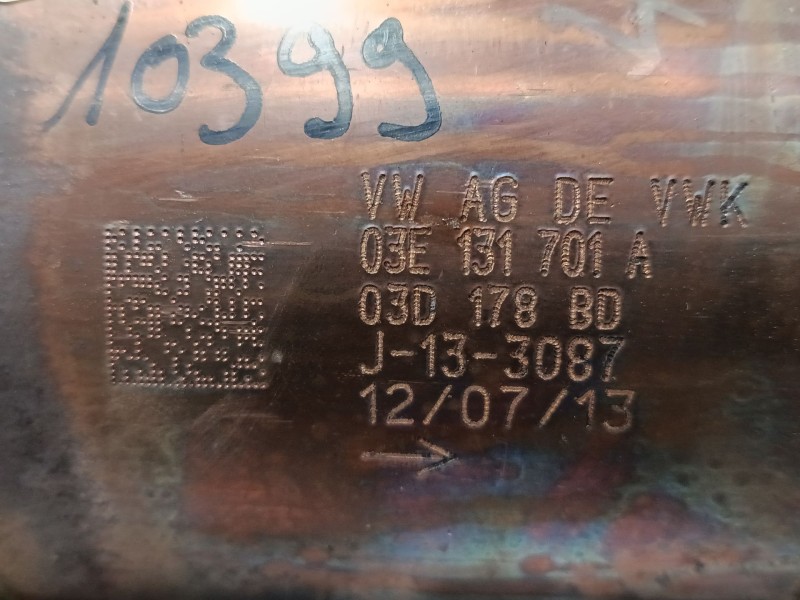 10399
VW AG DE VWK
03E 131 701 A
03D 178 BD
J-13-3087
12/07/13